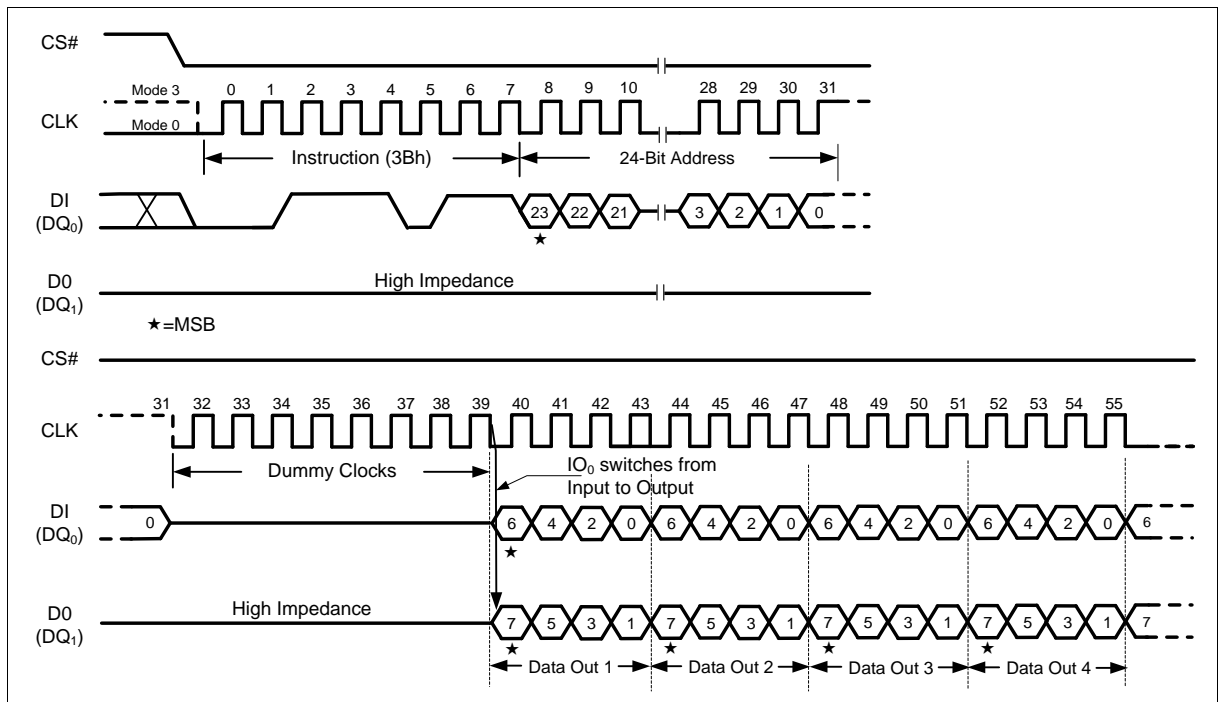 CS#
Mode 3 0 1 2 3 4 5 6 7 8 9 10 28 29 30 31
CLK
Mode 0
Instruction (3Bh) 24-Bit Address
DI
(DQ₀)
23 22 21 3 2 1 0
★
D0
(DQ₁)
High Impedance
★=MSB
CS#
31 32 33 34 35 36 37 38 39 40 41 42 43 44 45 46 47 48 49 50 51 52 53 54 55
CLK
Dummy Clocks
IO₀ switches from
Input to Output
DI
(DQ₀)
0 6 4 2 0 6 4 2 0 6 4 2 0 6 4 2 0 6
★
D0
(DQ₁)
High Impedance
7 5 3 1 7 5 3 1 7 5 3 1 7 5 3 1 7
★ ★ ★ ★
Data Out 1 Data Out 2 Data Out 3 Data Out 4